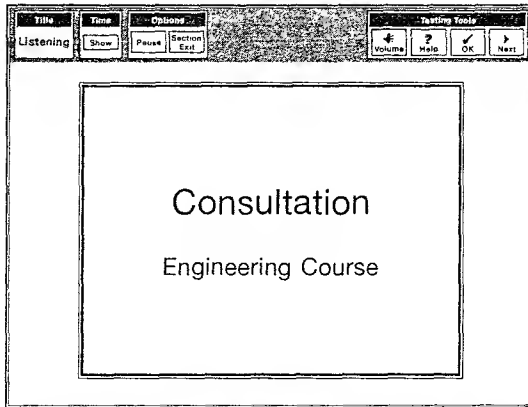 Title Time Options Testing Tools
Listening Show Pause Section Exit Volume ? Help OK Next
Consultation
Engineering Course